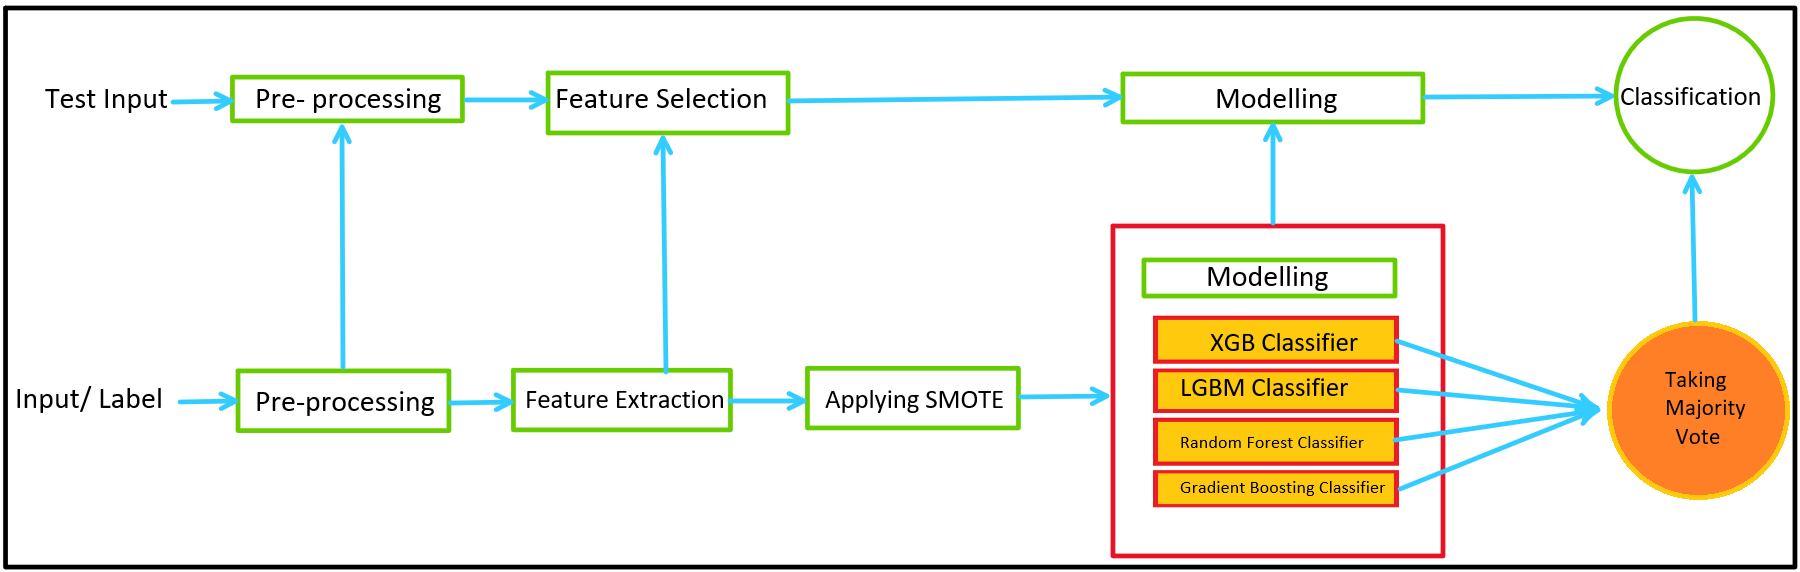 Test Input
Pre- processing
Feature Selection
Modelling
Classification
Modelling
XGB Classifier
LGBM Classifier
Random Forest Classifier
Gradient Boosting Classifier
Input/ Label
Pre-processing
Feature Extraction
Applying SMOTE
Taking
Majority
Vote